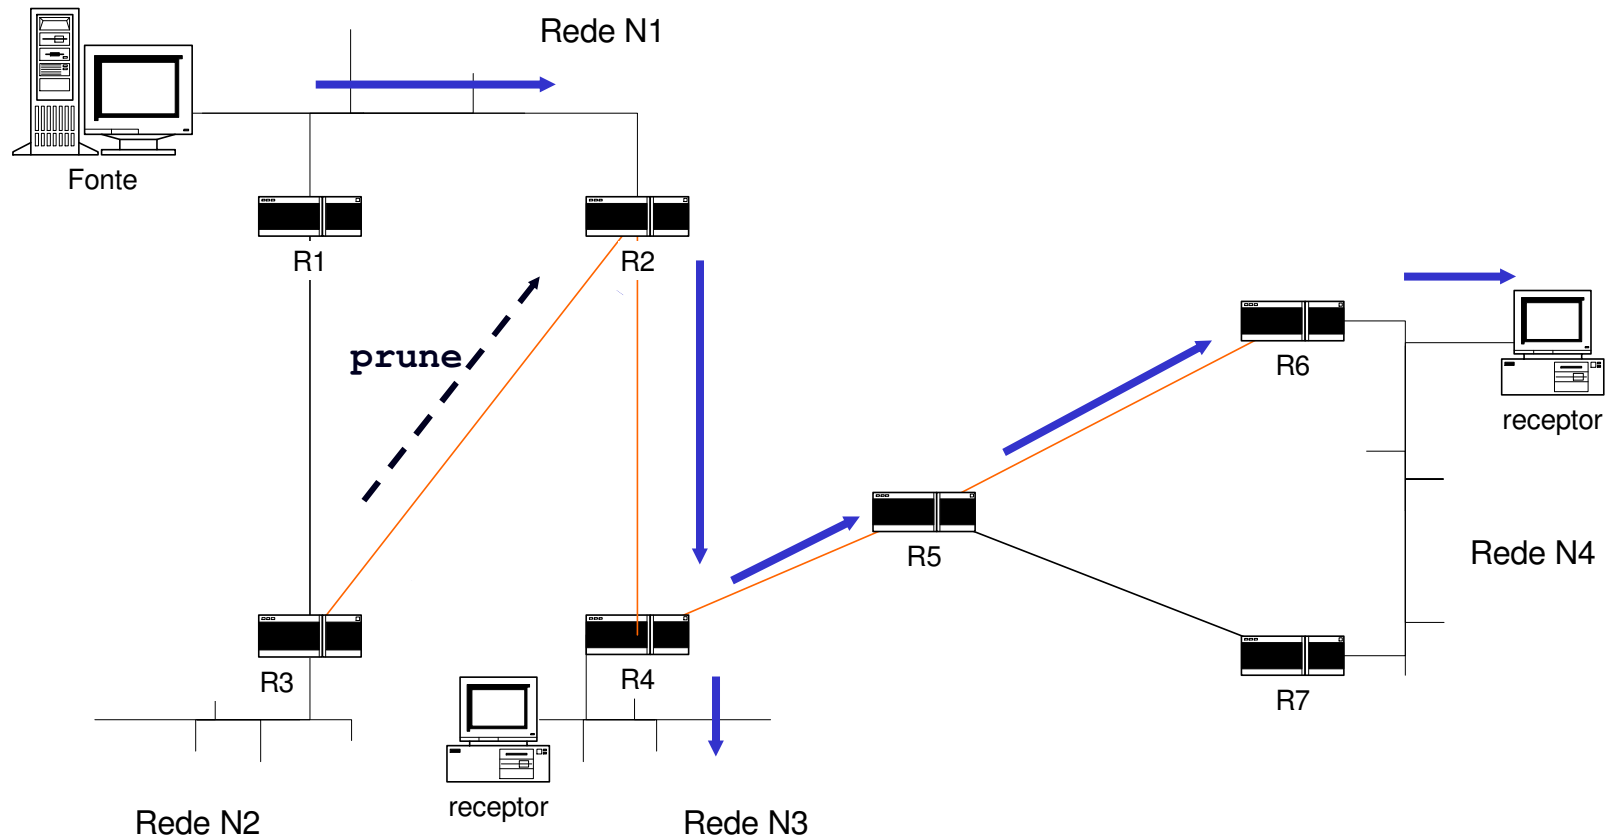 Rede N1
Fonte
R1
R2
prune
R6
receptor
R5
Rede N4
R3
R4
R7
receptor
Rede N2
Rede N3